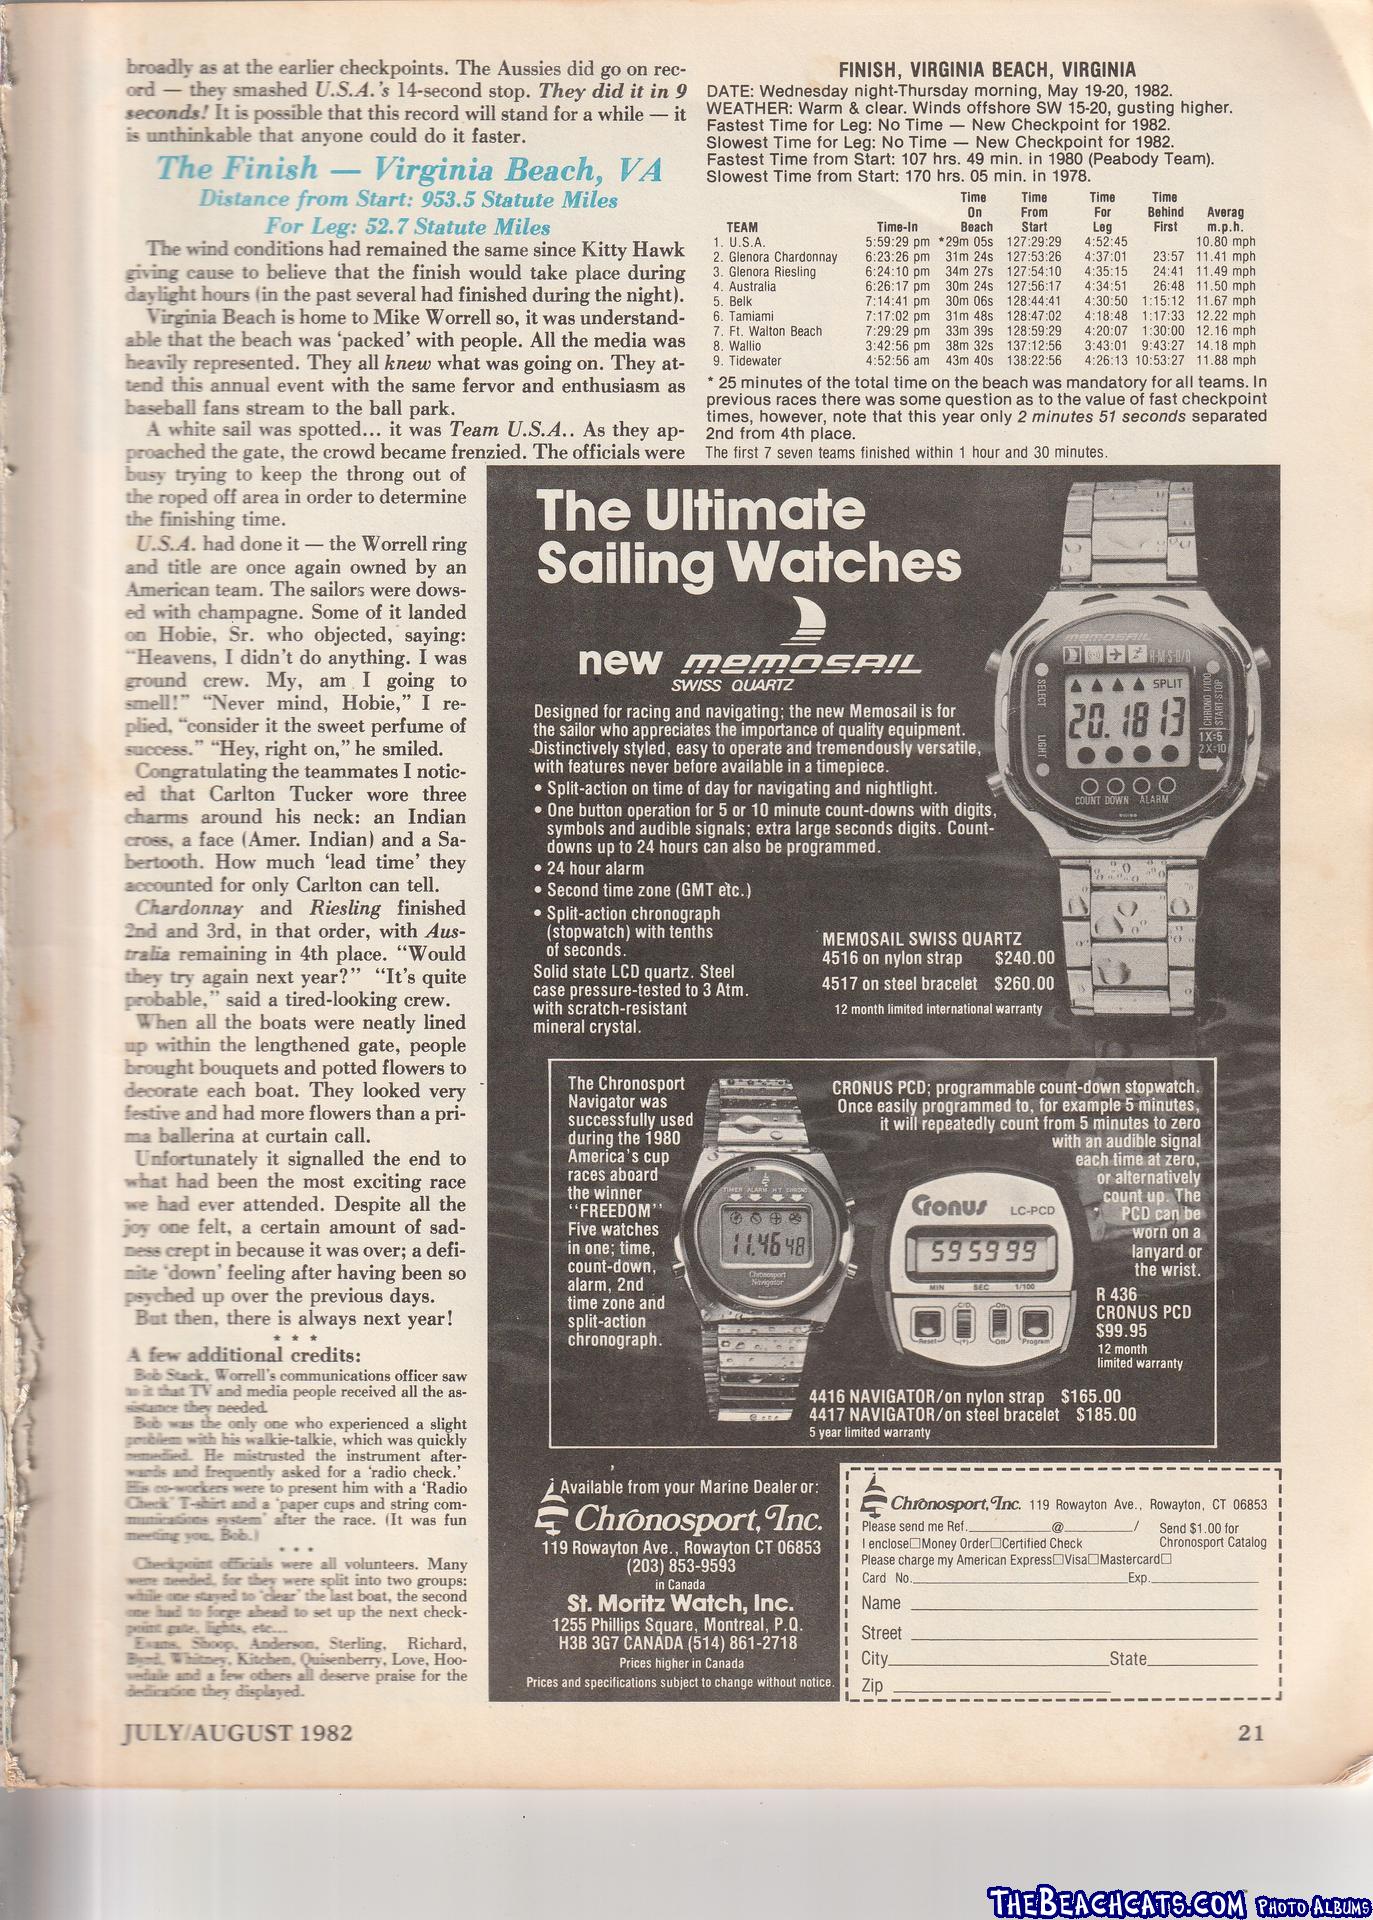 broadly as at the earlier checkpoints. The Aussies did go on rec-
ord — they smashed U.S.A.'s 14-second stop. They did it in 9
seconds! It is possible that this record will stand for a while — it
is unthinkable that anyone could do it faster.
The Finish — Virginia Beach, VA
Distance from Start: 953.5 Statute Miles
For Leg: 52.7 Statute Miles
The wind conditions had remained the same since Kitty Hawk
giving cause to believe that the finish would take place during
daylight hours (in the past several had finished during the night).
Virginia Beach is home to Mike Worrell so, it was understand-
able that the beach was 'packed' with people. All the media was
heavily represented. They all knew what was going on. They at-
tend this annual event with the same fervor and enthusiasm as
baseball fans stream to the ball park.
A white sail was spotted... it was Team U.S.A.. As they ap-
proached the gate, the crowd became frenzied. The officials were
busy trying to keep the throng out of
the roped off area in order to determine
the finishing time.
U.S.A. had done it — the Worrell ring
and title are once again owned by an
American team. The sailors were dows-
ed with champagne. Some of it landed
on Hobie, Sr. who objected, saying:
"Heavens, I didn't do anything. I was
ground crew. My, am I going to
smell!" "Never mind, Hobie," I re-
plied, "consider it the sweet perfume of
success." "Hey, right on," he smiled.
Congratulating the teammates I notic-
ed that Carlton Tucker wore three
charms around his neck: an Indian
cross, a face (Amer. Indian) and a Sa-
bertooth. How much 'lead time' they
accounted for only Carlton can tell.
Chardonnay and Riesling finished
2nd and 3rd, in that order, with Aus-
tralia remaining in 4th place. "Would
they try again next year?" "It's quite
probable," said a tired-looking crew.
When all the boats were neatly lined
up within the lengthened gate, people
brought bouquets and potted flowers to
decorate each boat. They looked very
festive and had more flowers than a pri-
ma ballerina at curtain call.
Unfortunately it signalled the end to
what had been the most exciting race
we had ever attended. Despite all the
joy one felt, a certain amount of sad-
ness crept in because it was over; a defi-
nite 'down' feeling after having been so
psyched up over the previous days.
But then, there is always next year!
* * *
A few additional credits:
Bob Stack, Worrell's communications officer saw
to it that TV and media people received all the as-
sistance they needed.
Bob was the only one who experienced a slight
problem with his walkie-talkie, which was quickly
remedied. He mistrusted the instrument after-
wards and frequently asked for a 'radio check.'
His co-workers were to present him with a 'Radio
Check' T-shirt and a 'paper cups and string com-
munications system' after the race. (It was fun
meeting you, Bob.)
* * *
Checkpoint officials were all volunteers. Many
were needed, for they were split into two groups:
while one stayed to 'clear' the last boat, the second
one had to forge ahead to set up the next check-
point gate, lights, etc...
Evans, Shoop, Anderson, Sterling, Richard,
Byrd, Whitney, Kitchen, Quisenberry, Love, Hoo-
vedale and a few others all deserve praise for the
dedication they displayed.
FINISH, VIRGINIA BEACH, VIRGINIA
DATE: Wednesday night-Thursday morning, May 19-20, 1982.
WEATHER: Warm & clear. Winds offshore SW 15-20, gusting higher.
Fastest Time for Leg: No Time — New Checkpoint for 1982.
Slowest Time for Leg: No Time — New Checkpoint for 1982.
Fastest Time from Start: 107 hrs. 49 min. in 1980 (Peabody Team).
Slowest Time from Start: 170 hrs. 05 min. in 1978.
Time Time Time Time
On From For Behind Averag
TEAM Time-In Beach Start Leg First m.p.h.
1. U.S.A. 5:59:29 pm *29m 05s 127:29:29 4:52:45 10.80 mph
2. Glenora Chardonnay 6:23:26 pm 31m 24s 127:53:26 4:37:01 23:57 11.41 mph
3. Glenora Riesling 6:24:10 pm 34m 27s 127:54:10 4:35:15 24:41 11.49 mph
4. Australia 6:26:17 pm 30m 24s 127:56:17 4:34:51 26:48 11.50 mph
5. Belk 7:14:41 pm 30m 06s 128:44:41 4:30:50 1:15:12 11.67 mph
6. Tamiami 7:17:02 pm 31m 48s 128:47:02 4:18:48 1:17:33 12.22 mph
7. Ft. Walton Beach 7:29:29 pm 33m 39s 128:59:29 4:20:07 1:30:00 12.16 mph
8. Wallio 3:42:56 pm 38m 32s 137:12:56 3:43:01 9:43:27 14.18 mph
9. Tidewater 4:52:56 am 43m 40s 138:22:56 4:26:13 10:53:27 11.88 mph
* 25 minutes of the total time on the beach was mandatory for all teams. In
previous races there was some question as to the value of fast checkpoint
times, however, note that this year only 2 minutes 51 seconds separated
2nd from 4th place.
The first 7 seven teams finished within 1 hour and 30 minutes.
The Ultimate
Sailing Watches
new memosail
SWISS QUARTZ
Designed for racing and navigating; the new Memosail is for
the sailor who appreciates the importance of quality equipment.
Distinctively styled, easy to operate and tremendously versatile,
with features never before available in a timepiece.
• Split-action on time of day for navigating and nightlight.
• One button operation for 5 or 10 minute count-downs with digits,
symbols and audible signals; extra large seconds digits. Count-
downs up to 24 hours can also be programmed.
• 24 hour alarm
• Second time zone (GMT etc.)
• Split-action chronograph
(stopwatch) with tenths
of seconds.
Solid state LCD quartz. Steel
case pressure-tested to 3 Atm.
with scratch-resistant
mineral crystal.
MEMOSAIL SWISS QUARTZ
4516 on nylon strap $240.00
4517 on steel bracelet $260.00
12 month limited international warranty
memosail
H-M-S-D/D
SELECT
LIGHT
SPLIT
20.18 13
CHRONO 1/100
START-STOP
1X=5
2X=10
COUNT DOWN ALARM
SWISS
The Chronosport
Navigator was
successfully used
during the 1980
America's cup
races aboard
the winner
"FREEDOM"
Five watches
in one; time,
count-down,
alarm, 2nd
time zone and
split-action
chronograph.
TIMER ALARM H T CHRONO
11.46 48
Chronosport
Navigator
CRONUS PCD; programmable count-down stopwatch.
Once easily programmed to, for example 5 minutes,
it will repeatedly count from 5 minutes to zero
with an audible signal
each time at zero,
or alternatively
count up. The
PCD can be
worn on a
lanyard or
the wrist.
Cronus LC-PCD
59 59 99
MIN SEC 1/100
C/D On
Reset (+) Off Program
R 436
CRONUS PCD
$99.95
12 month
limited warranty
4416 NAVIGATOR/on nylon strap $165.00
4417 NAVIGATOR/on steel bracelet $185.00
5 year limited warranty
Available from your Marine Dealer or:
Chronosport, Inc.
119 Rowayton Ave., Rowayton CT 06853
(203) 853-9593
in Canada
St. Moritz Watch, Inc.
1255 Phillips Square, Montreal, P.Q.
H3B 3G7 CANADA (514) 861-2718
Prices higher in Canada
Prices and specifications subject to change without notice.
Chronosport, Inc. 119 Rowayton Ave., Rowayton, CT 06853
Please send me Ref.____@____/ Send $1.00 for
I enclose□Money Order□Certified Check Chronosport Catalog
Please charge my American Express□Visa□Mastercard□
Card No.____Exp.____
Name
Street
City____State____
Zip
JULY/AUGUST 1982
21
THEBEACHCATS.COM PHOTO ALBUMS